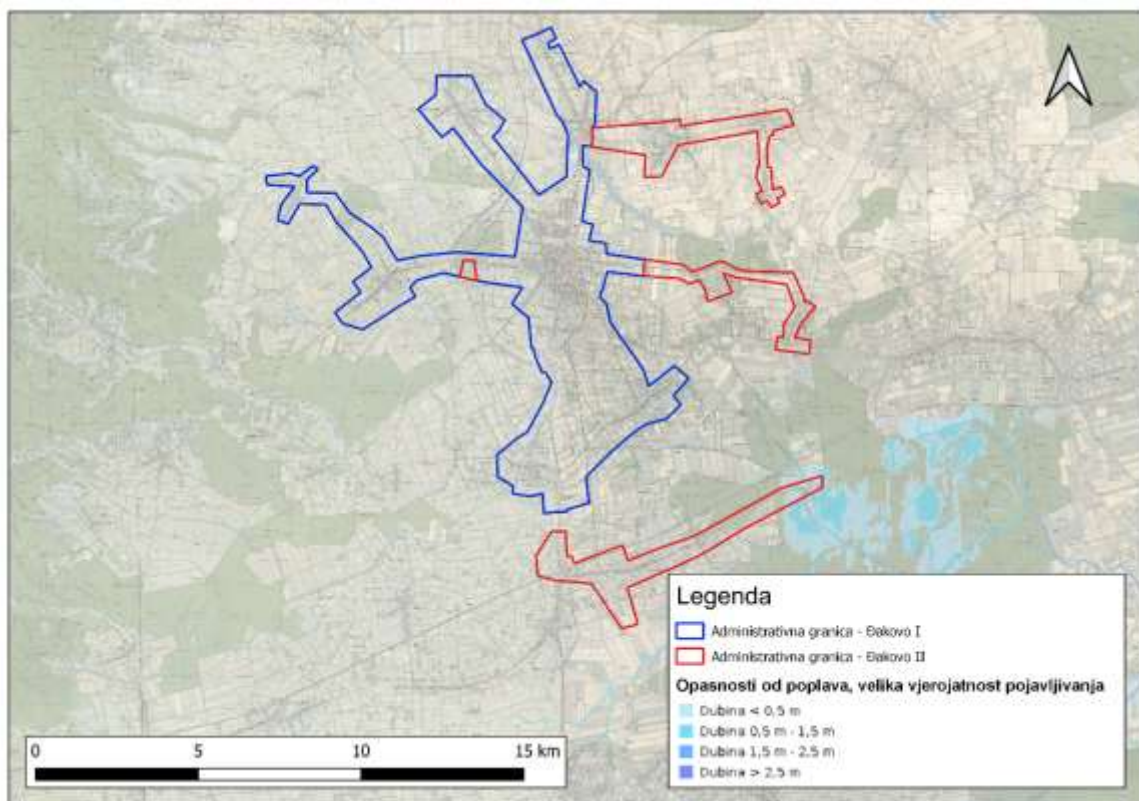 Legenda
Administrativna granica - Đakovo I
Administrativna granica - Đakovo II
Opasnosti od poplava, velika vjerojatnost pojavljivanja
Dubina < 0,5 m
Dubina 0,5 m - 1,5 m
Dubina 1,5 m - 2,5 m
Dubina > 2,5 m
0 5 10 15 km